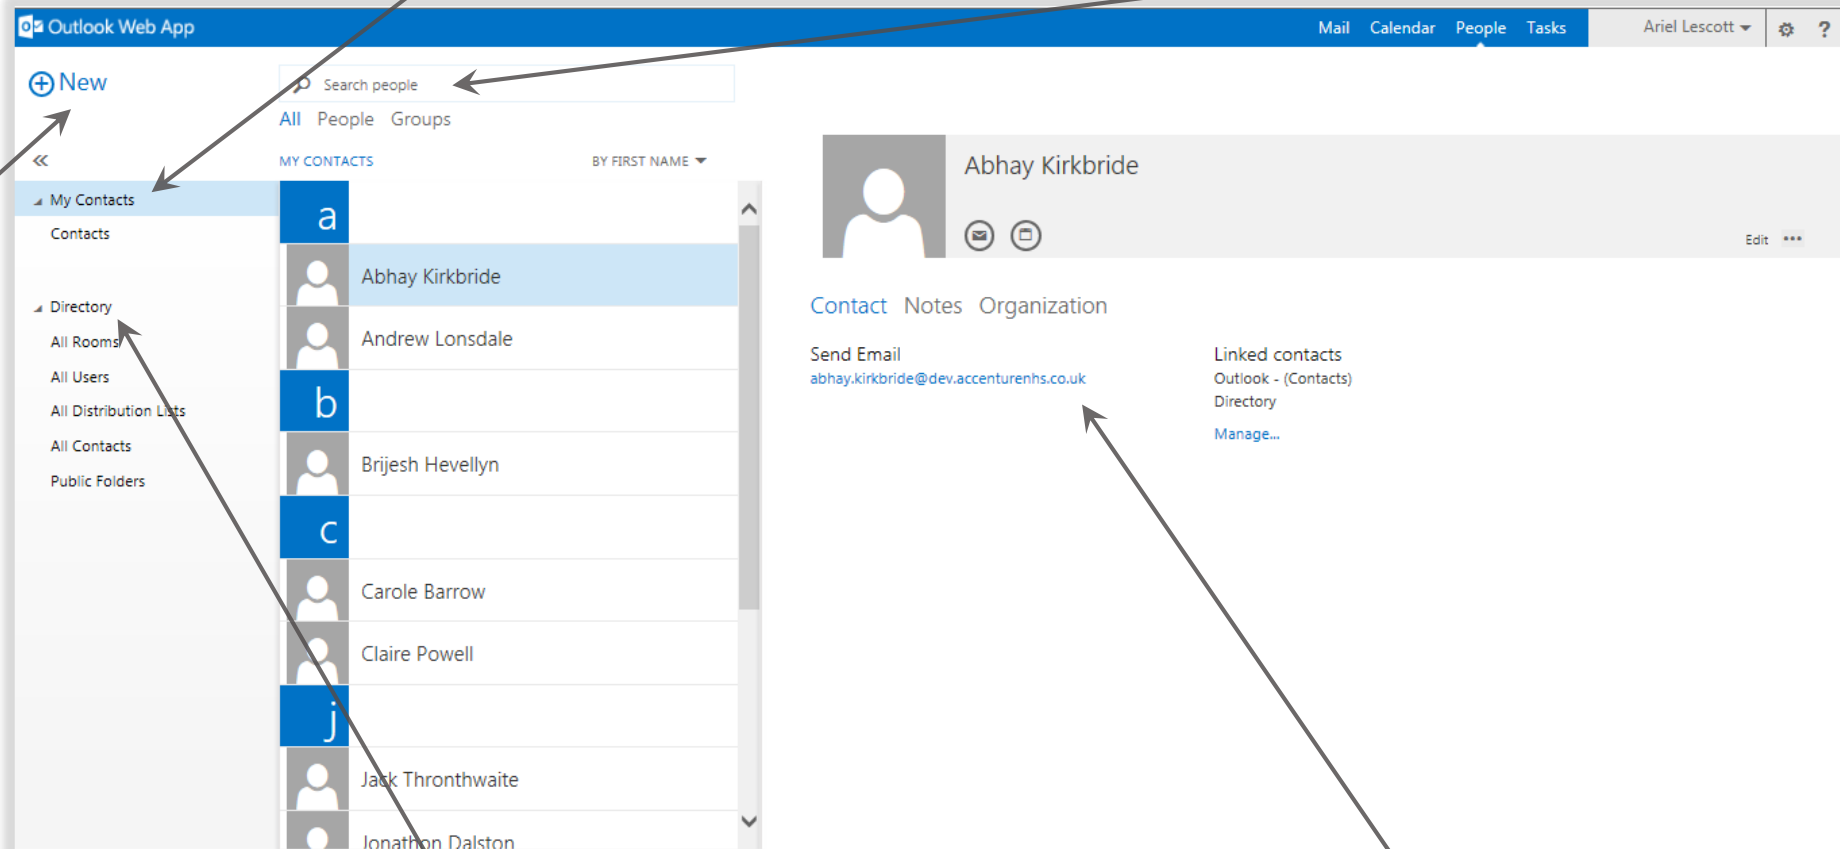 Outlook Web App
Mail Calendar People Tasks Ariel Lescott ?
New
Search people
All People Groups
MY CONTACTS BY FIRST NAME
My Contacts
Contacts
Directory
All Rooms
All Users
All Distribution Lists
All Contacts
Public Folders
a
Abhay Kirkbride
Andrew Lonsdale
b
Brijesh Hevellyn
c
Carole Barrow
Claire Powell
j
Jack Thronthwaite
Jonathon Dalston
Abhay Kirkbride
Edit •••
Contact Notes Organization
Send Email
abhay.kirkbride@dev.accenturenhs.co.uk
Linked contacts
Outlook - (Contacts)
Directory
Manage...